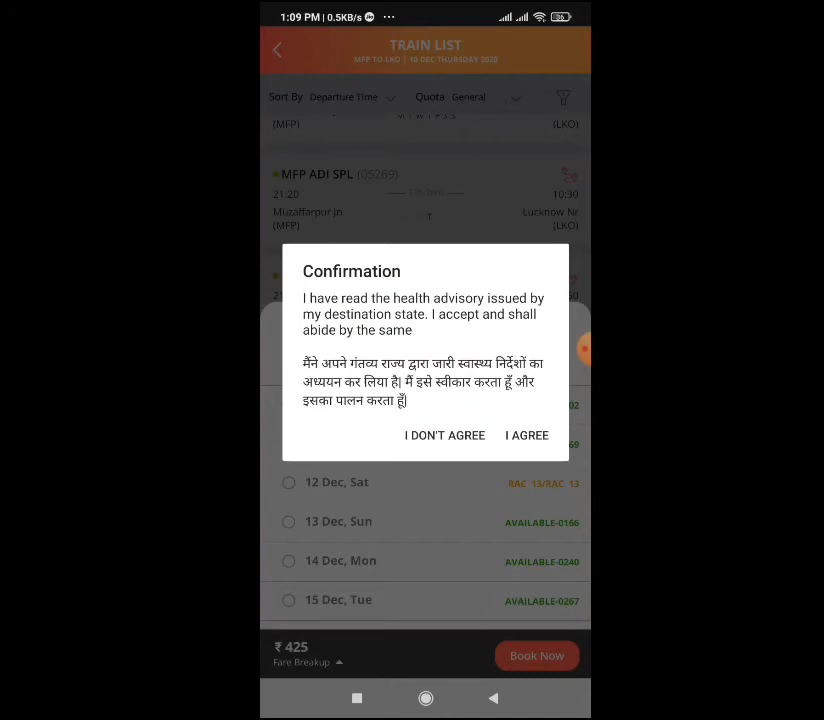 1:09 PM | 0.5KB/s
36
TRAIN LIST
MFP TO LKO | 10 DEC THURSDAY 2020
Sort By Departure Time Quota General
(MFP) (LKO)
MFP ADI SPL (05269)
21:20 10:30
Muzaffarpur Jn Lucknow Nr
(MFP) T (LKO)
Confirmation
I have read the health advisory issued by
my destination state. I accept and shall
abide by the same
मैंने अपने गंतव्य राज्य द्वारा जारी स्वास्थ्य निर्देशों का
अध्ययन कर लिया है| मैं इसे स्वीकार करता हूँ और
इसका पालन करता हूँ|
I DON'T AGREE I AGREE
02
69
12 Dec, Sat RAC 13/RAC 13
13 Dec, Sun AVAILABLE-0166
14 Dec, Mon AVAILABLE-0240
15 Dec, Tue AVAILABLE-0267
₹ 425
Fare Breakup
Book Now